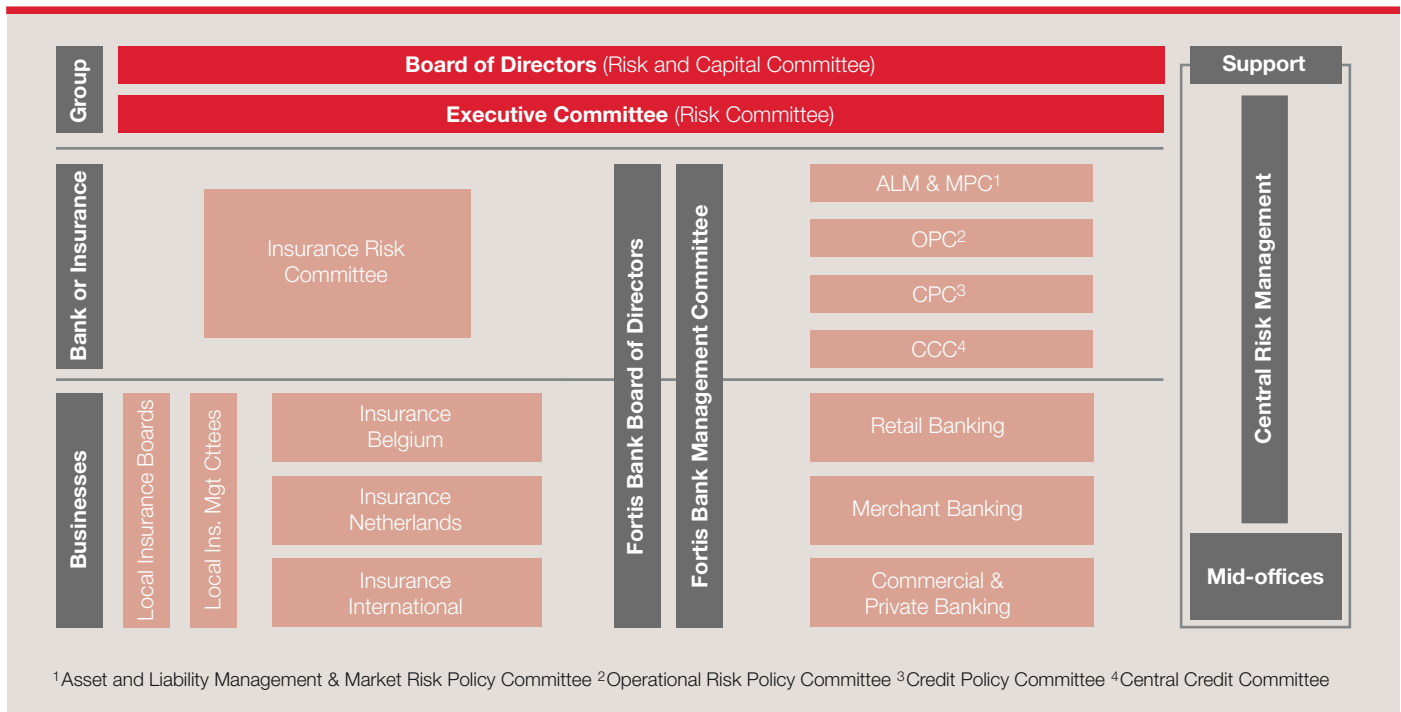 Group
Board of Directors (Risk and Capital Committee)
Executive Committee (Risk Committee)
Support
Central Risk Management
Mid-offices
Bank or Insurance
Insurance Risk
Committee
Fortis Bank Board of Directors
Fortis Bank Management Committee
ALM & MPC¹
OPC²
CPC³
CCC⁴
Businesses
Local Insurance Boards
Local Ins. Mgt Cttees
Insurance
Belgium
Insurance
Netherlands
Insurance
International
Retail Banking
Merchant Banking
Commercial &
Private Banking
¹Asset and Liability Management & Market Risk Policy Committee ²Operational Risk Policy Committee ³Credit Policy Committee ⁴Central Credit Committee